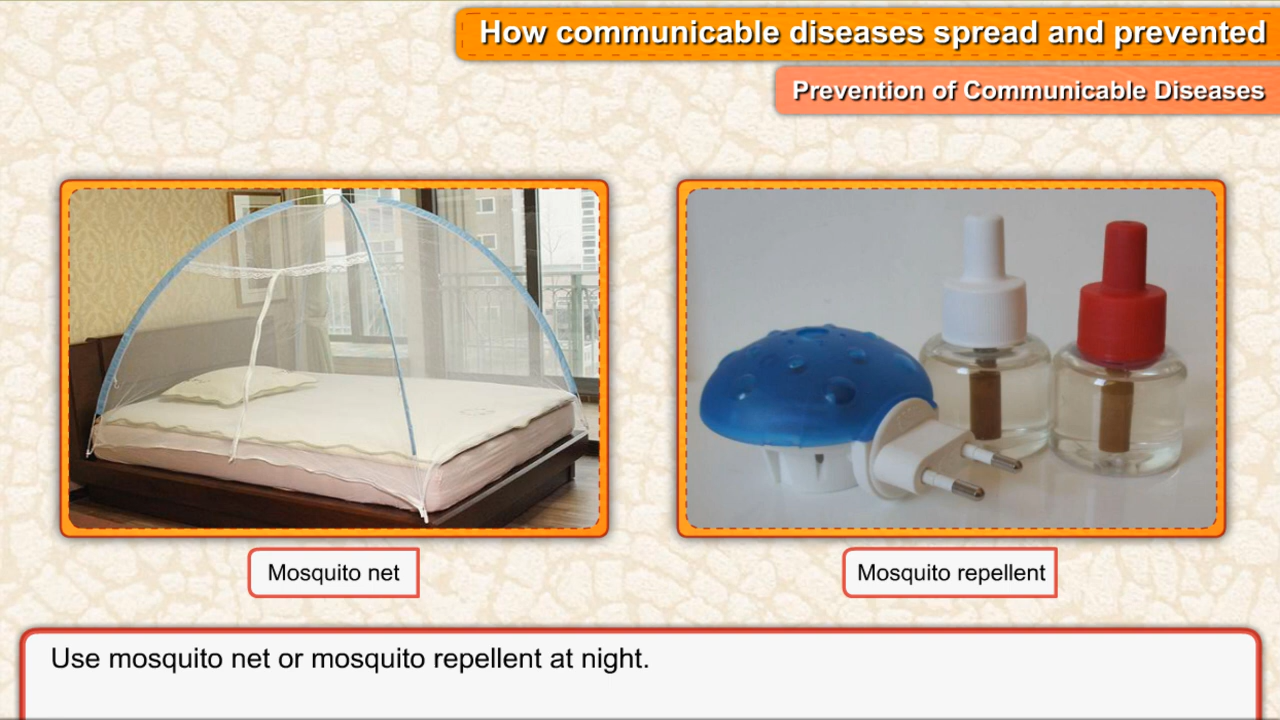 How communicable diseases spread and prevented
Prevention of Communicable Diseases
Mosquito net
Mosquito repellent
Use mosquito net or mosquito repellent at night.